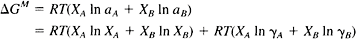 ΔG^M = RT(X_A ln a_A + X_B ln a_B)
= RT(X_A ln X_A + X_B ln X_B) + RT(X_A ln γ_A + X_B ln γ_B)